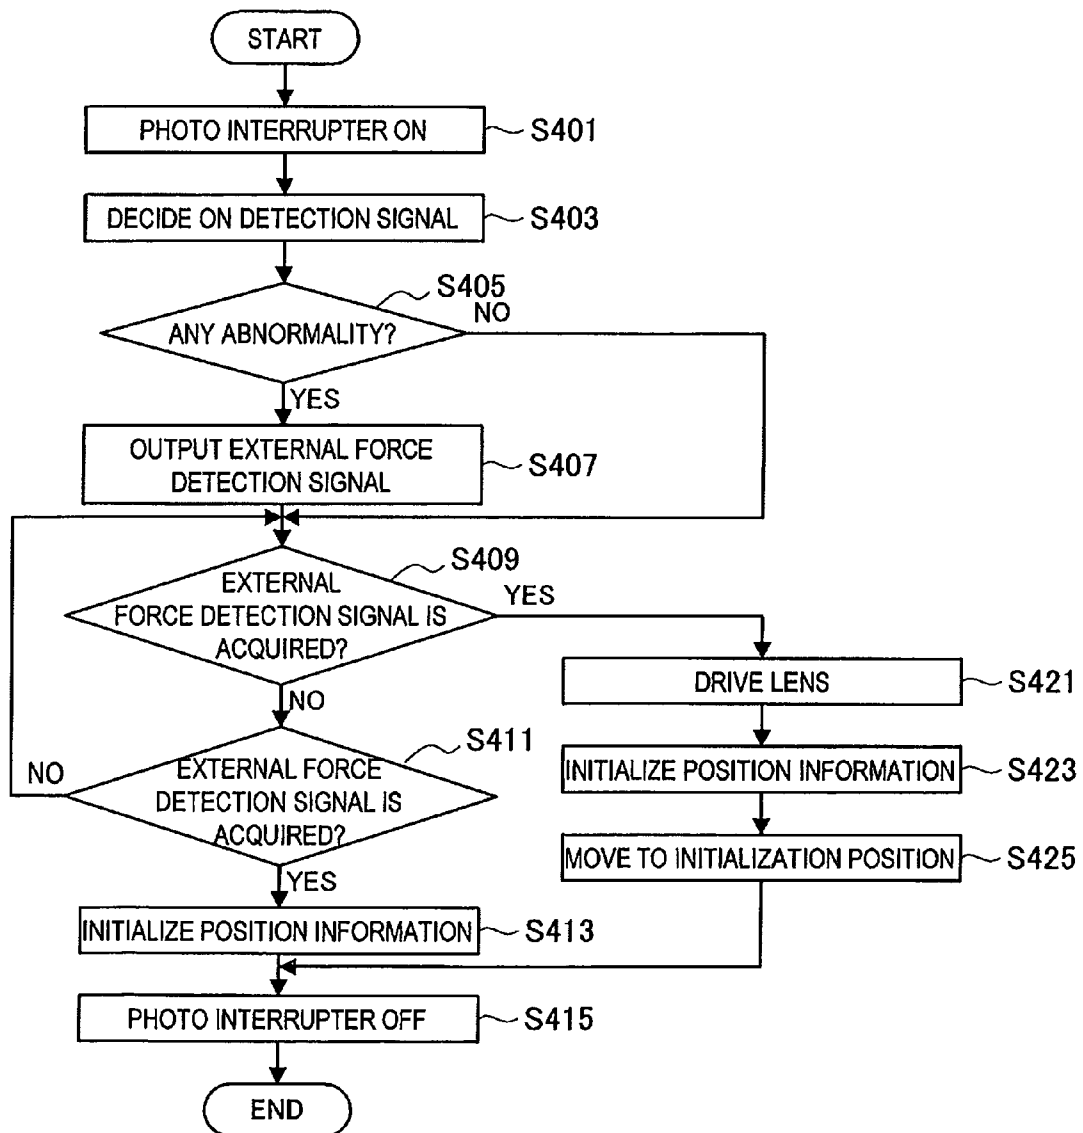 START
PHOTO INTERRUPTER ON
S401
DECIDE ON DETECTION SIGNAL
S403
S405
ANY ABNORMALITY?
NO
YES
OUTPUT EXTERNAL FORCE
DETECTION SIGNAL
S407
S409
EXTERNAL
FORCE DETECTION SIGNAL IS
ACQUIRED?
YES
NO
DRIVE LENS
S421
S411
EXTERNAL FORCE
DETECTION SIGNAL IS
ACQUIRED?
NO
YES
INITIALIZE POSITION INFORMATION
S423
MOVE TO INITIALIZATION POSITION
S425
INITIALIZE POSITION INFORMATION
S413
PHOTO INTERRUPTER OFF
S415
END